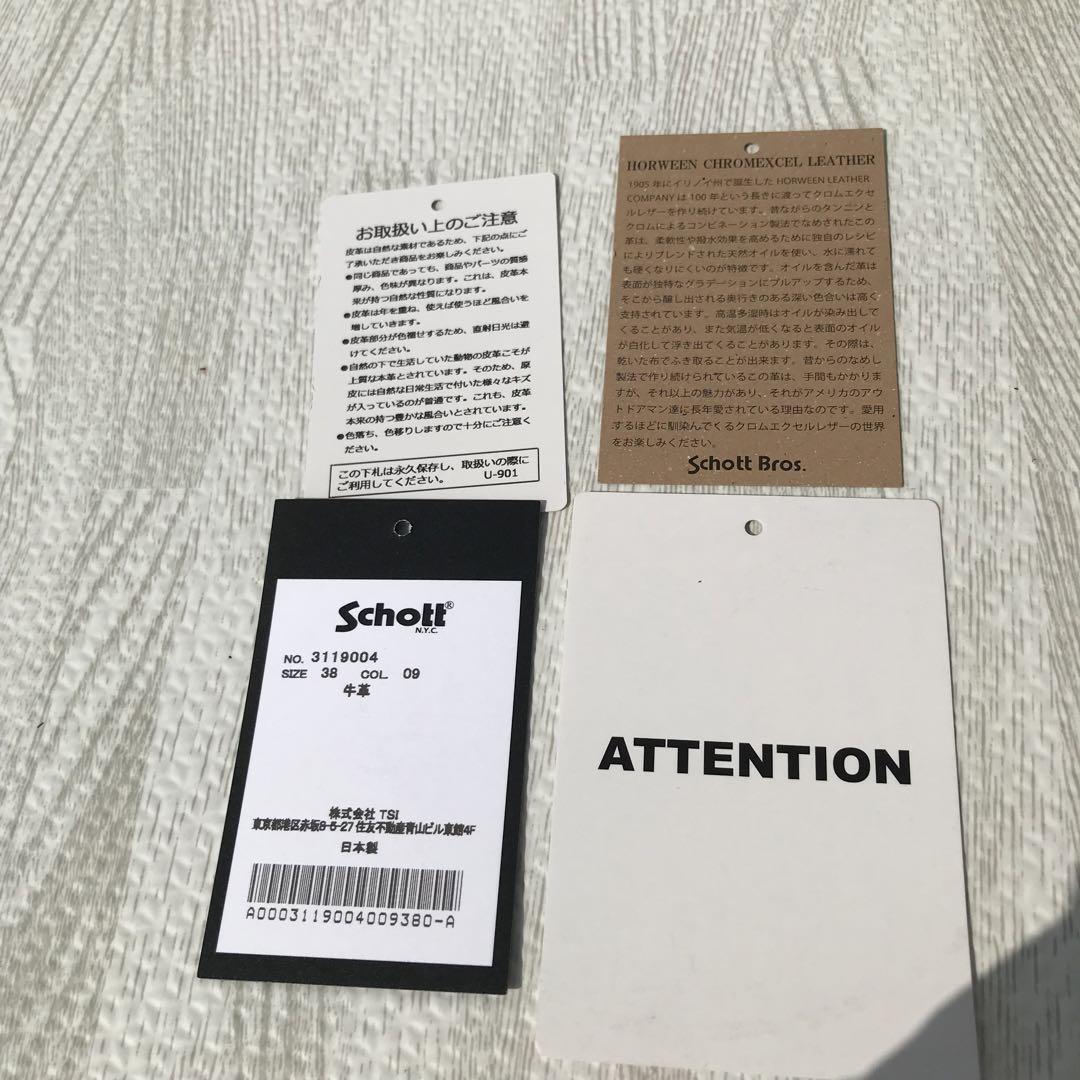 お取扱い上のご注意
皮革は自然な素材であるため、下記の点にご
了承いただき商品をお楽しみください。
●同じ商品であっても、商品やパーツの質感
厚み、色味が異なります。これは、皮革本
来が持つ自然な性質になります。
●皮革は年を重ね、使えば使うほど風合いを
増していきます。
●皮革部分が色褪せするため、直射日光は避
けてください。
●自然の下で生活していた動物の皮革こそが
上質な本革とされています。そのため、原
皮には自然な日常生活で付いた様々なキズ
が入っているのが普通です。これも、皮革
本来の持つ豊かな風合いとされています。
●色落ち、色移りしますので十分にご注意く
ださい。
この下札は永久保存し、取扱いの際に
ご利用してください。 U-901
HORWEEN CHROMEXCEL LEATHER
1905 年にイリノイ州で誕生した HORWEEN LEATHER
COMPANY は 100 年という長きに渡ってクロムエクセ
ルレザーを作り続けています。昔ながらのタンニンと
クロムによるコンビネーション製法でなめされたこの
革は、柔軟性や撥水効果を高めるために独自のレシピ
によりブレンドされた天然オイルを使い、水に濡れて
も硬くなりにくいのが特徴です。オイルを含んだ革は
表面が独特なグラデーションにプルアップするため、
そこから醸し出される奥行きのある深い色合いは高く
支持されています。高温多湿時はオイルが染み出して
くることがあり、また気温が低くなると表面のオイル
が白化して浮き出てくることがあります。その際は、
乾いた布でふき取ることが出来ます。昔からのなめし
製法で作り続けられているこの革は、手間もかかりま
すが、それ以上の魅力があり、それがアメリカのアウ
トドアマン達に長年愛されている理由なのです。愛用
するほどに馴染んでくるクロムエクセルレザーの世界
をお楽しみください。
Schott Bros.
Schott®
N.Y.C.
NO. 3119004
SIZE 38 COL. 09
牛革
株式会社 TSI
東京都港区赤坂8-5-27 住友不動産青山ビル東館4F
日本製
A0003119004009380-A
ATTENTION